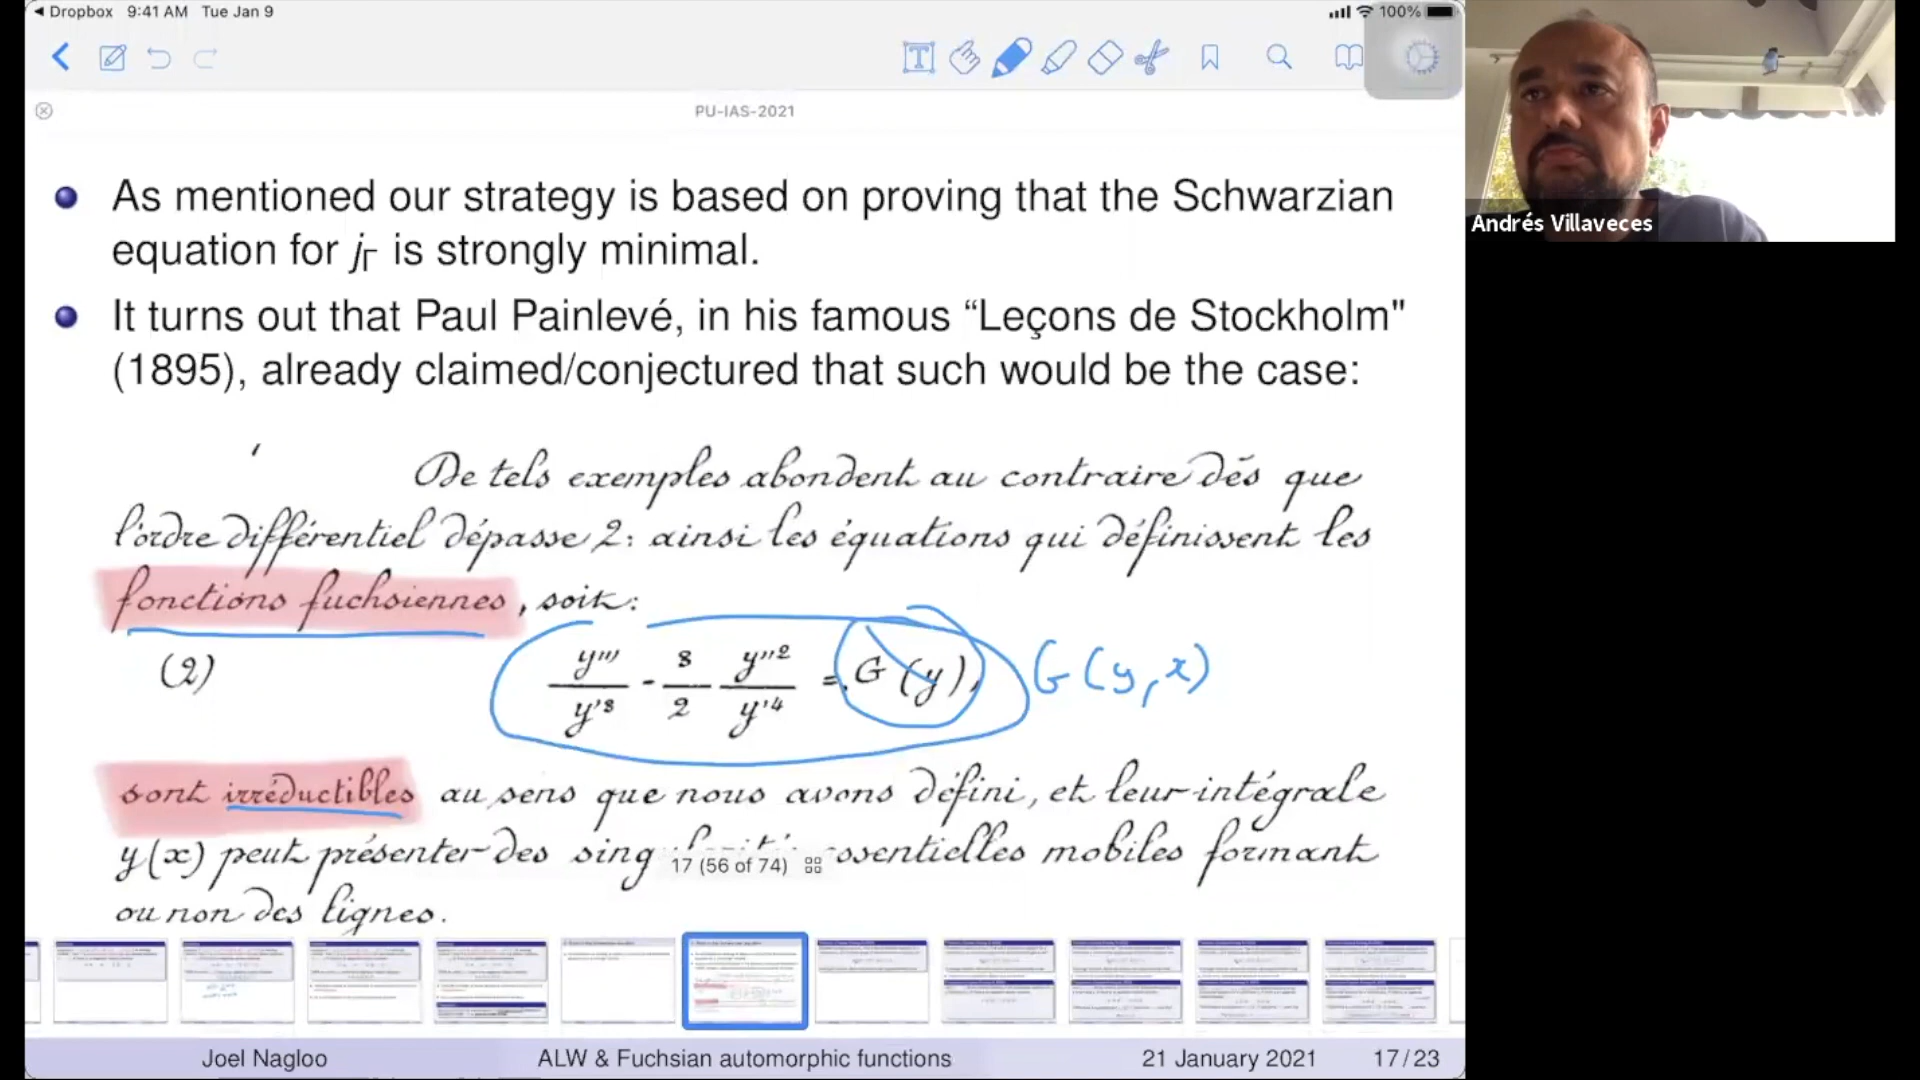 Dropbox 9:41 AM Tue Jan 9
100%
PU-IAS-2021
As mentioned our strategy is based on proving that the Schwarzian
equation for jΓ is strongly minimal.
It turns out that Paul Painlevé, in his famous “Leçons de Stockholm"
(1895), already claimed/conjectured that such would be the case:
De tels exemples abondent au contraire dés que
l'ordre différentiel dépasse 2: ainsi les équations qui définissent les
fonctions fuchsiennes, soit:
(2) y''' / y'3 - 3/2 y''2 / y'4 = G (y), G(y,x)
sont irréductibles au sens que nous avons défini, et leur intégrale
y(x) peut présenter des essentielles mobiles formant
17 (56 of 74)
ou non des lignes.
Joel Nagloo ALW & Fuchsian automorphic functions 21 January 2021 17/23
Andrés Villaveces